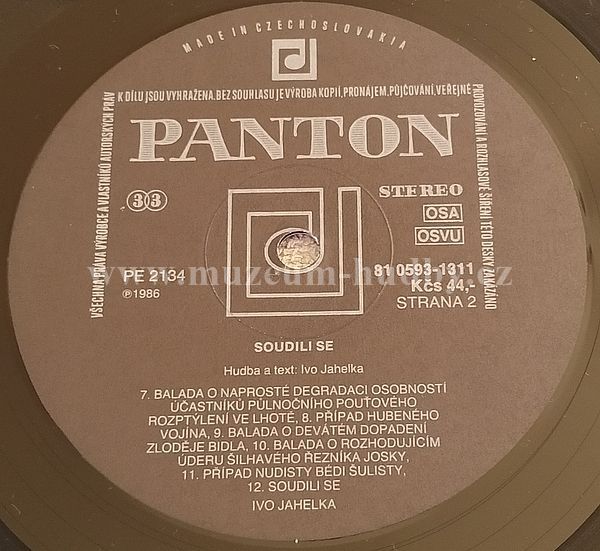 MADE IN CZECHOSLOVAKIA
VŠECHNA PRÁVA VÝROBCE A VLASTNÍKŮ AUTORSKÝCH PRÁV
K DÍLU JSOU VYHRAŽENA. BEZ SOUHLASU JE VÝROBA KOPIÍ, PRONÁJEM, PŮJČOVÁNÍ, VEŘEJNÉ
PROVOZOVÁNÍ A ROZHLASOVÉ ŠÍŘENÍ TÉTO DESKY ZAKÁZÁNO
PANTON
33
STEREO
OSA
OSVU
www.muzeum-hudby.cz
PE 2134
℗1986
81 0593-1311
Kčs 44,-
STRANA 2
SOUDILI SE
Hudba a text: Ivo Jahelka
7. BALADA O NAPROSTÉ DEGRADACI OSOBNOSTÍ
ÚČASTNÍKŮ PŮLNOČNÍHO POUŤOVÉHO
ROZPTÝLENÍ VE LHOTĚ, 8. PŘÍPAD HUBENÉHO
VOJÍNA, 9. BALADA O DEVÁTÉM DOPADENÍ
ZLODĚJE BIDLA, 10. BALADA O ROZHODUJÍCÍM
ÚDERU ŠILHAVÉHO ŘEZNÍKA JOSKY,
11. PŘÍPAD NUDISTY BÉDI ŠULISTY,
12. SOUDILI SE
IVO JAHELKA